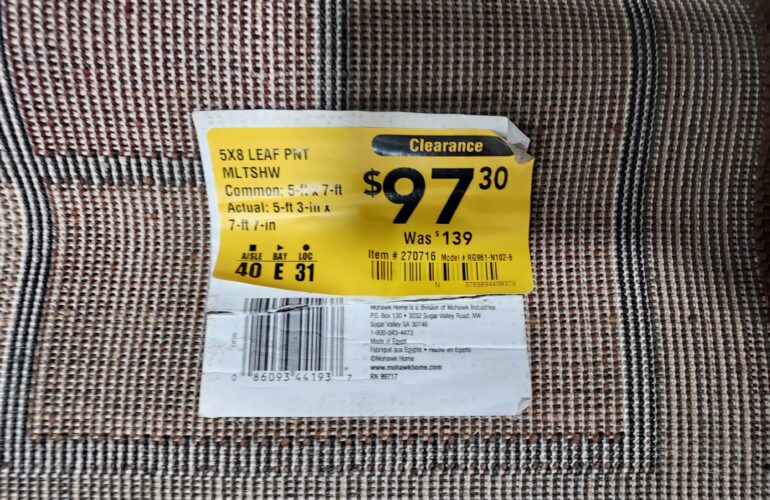 5X8 LEAF PNT
MLTSHW
Common: 5-ft x 7-ft
Actual: 5-ft 3-in x
7-ft 7-in
AISLE BAY LOC
40 E 31
Clearance
$97 30
Was $139
Item # 270716 Model # RG961-N102-6
N 0765894409376
Mohawk Home is a Division of Mohawk Industries
P.O. Box 130 • 3032 Sugar Valley Road, NW
Sugar Valley GA 30746
1-800-843-4473
Made in Egypt
Fabriqué aux Egypte • Hecho en Egipto
©Mohawk Home
www.mohawkhome.com
RN 99717
0 86093 44193 7